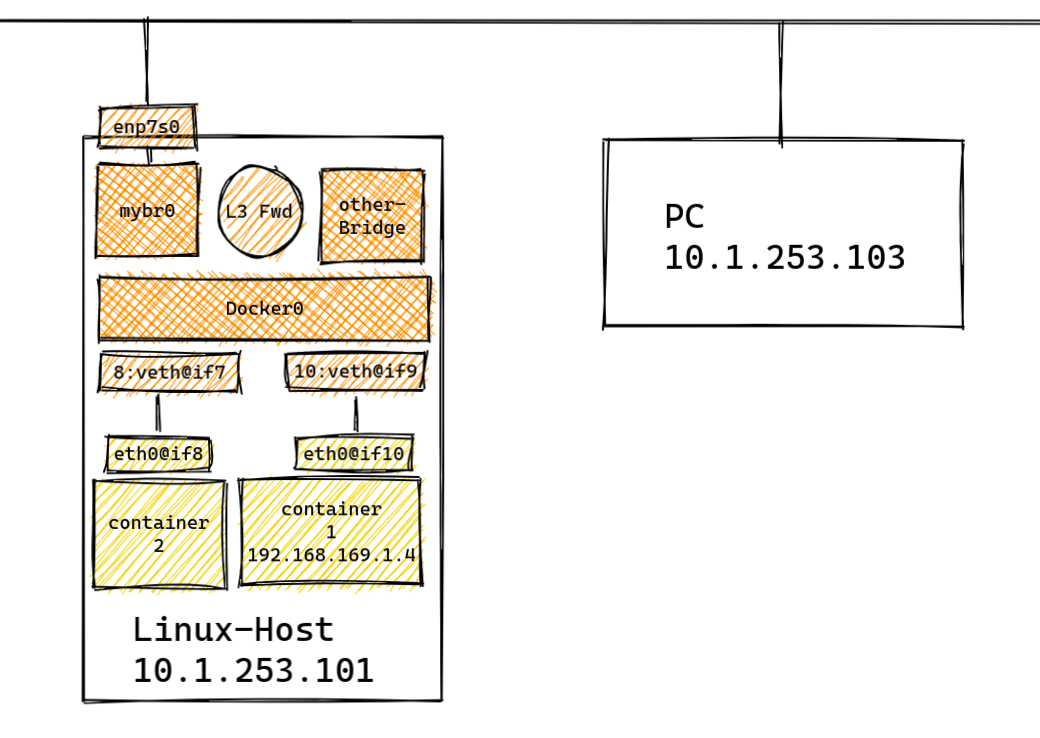 enp7s0
mybr0
L3 Fwd
other-
Bridge
Docker0
8:veth@if7
10:veth@if9
eth0@if8
eth0@if10
container
2
container
1
192.168.169.1.4
Linux-Host
10.1.253.101
PC
10.1.253.103